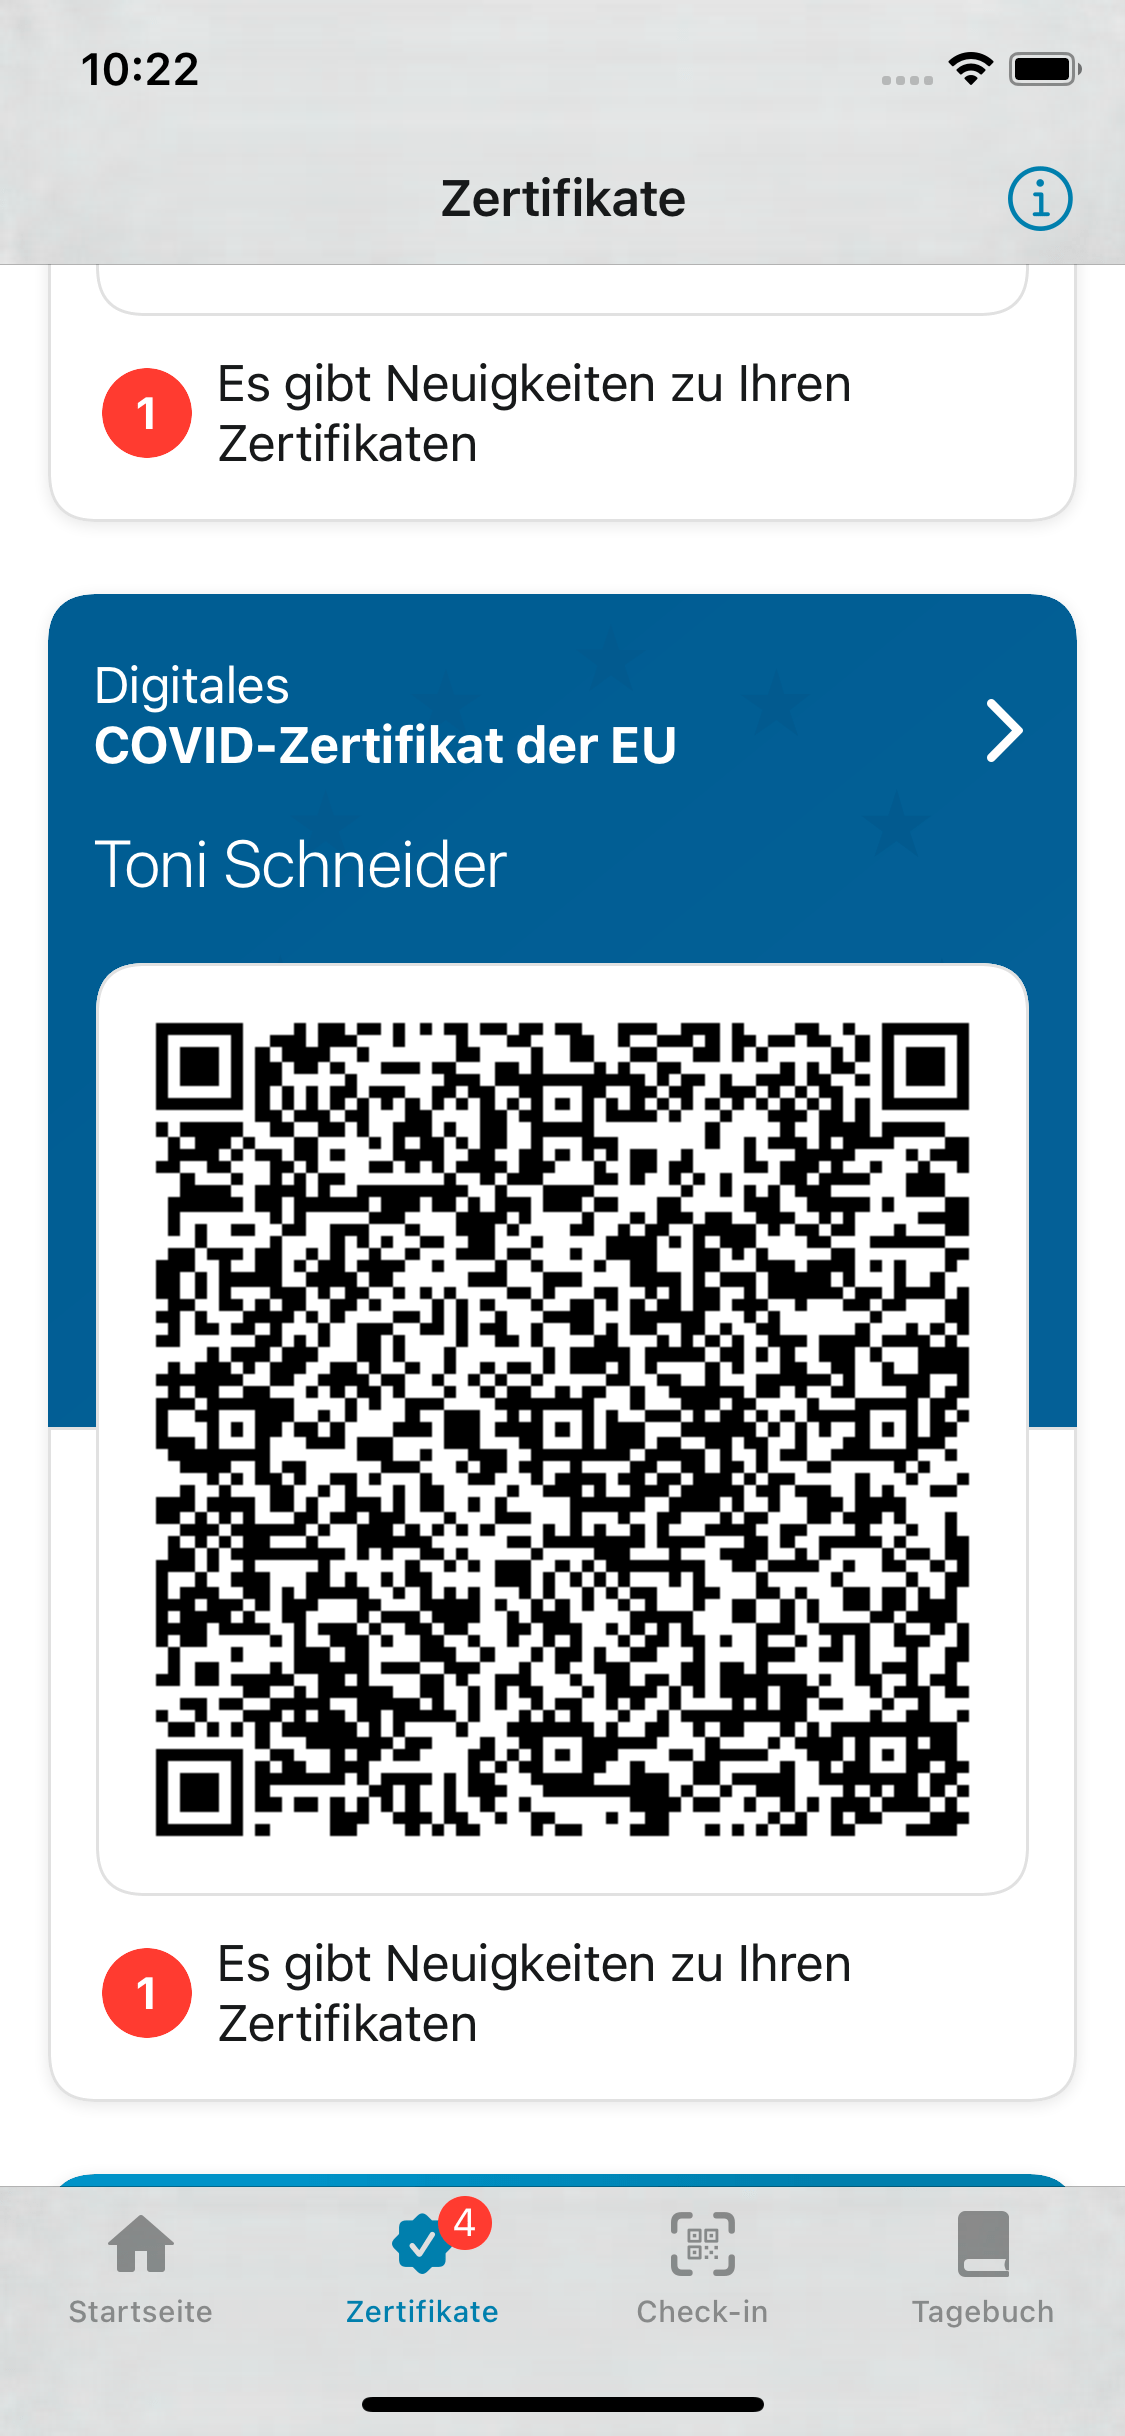 10:22
Zertifikate
1
Es gibt Neuigkeiten zu Ihren
Zertifikaten
Digitales
COVID-Zertifikat der EU
Toni Schneider
1
Es gibt Neuigkeiten zu Ihren
Zertifikaten
4
Startseite
Zertifikate
Check-in
Tagebuch